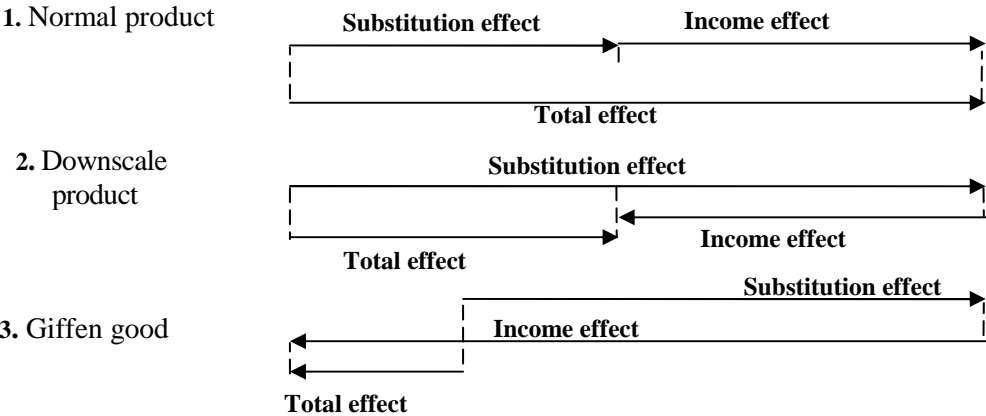 1. Normal product
Substitution effect
Income effect
Total effect
2. Downscale
product
Substitution effect
Income effect
Total effect
Substitution effect
3. Giffen good
Income effect
Total effect